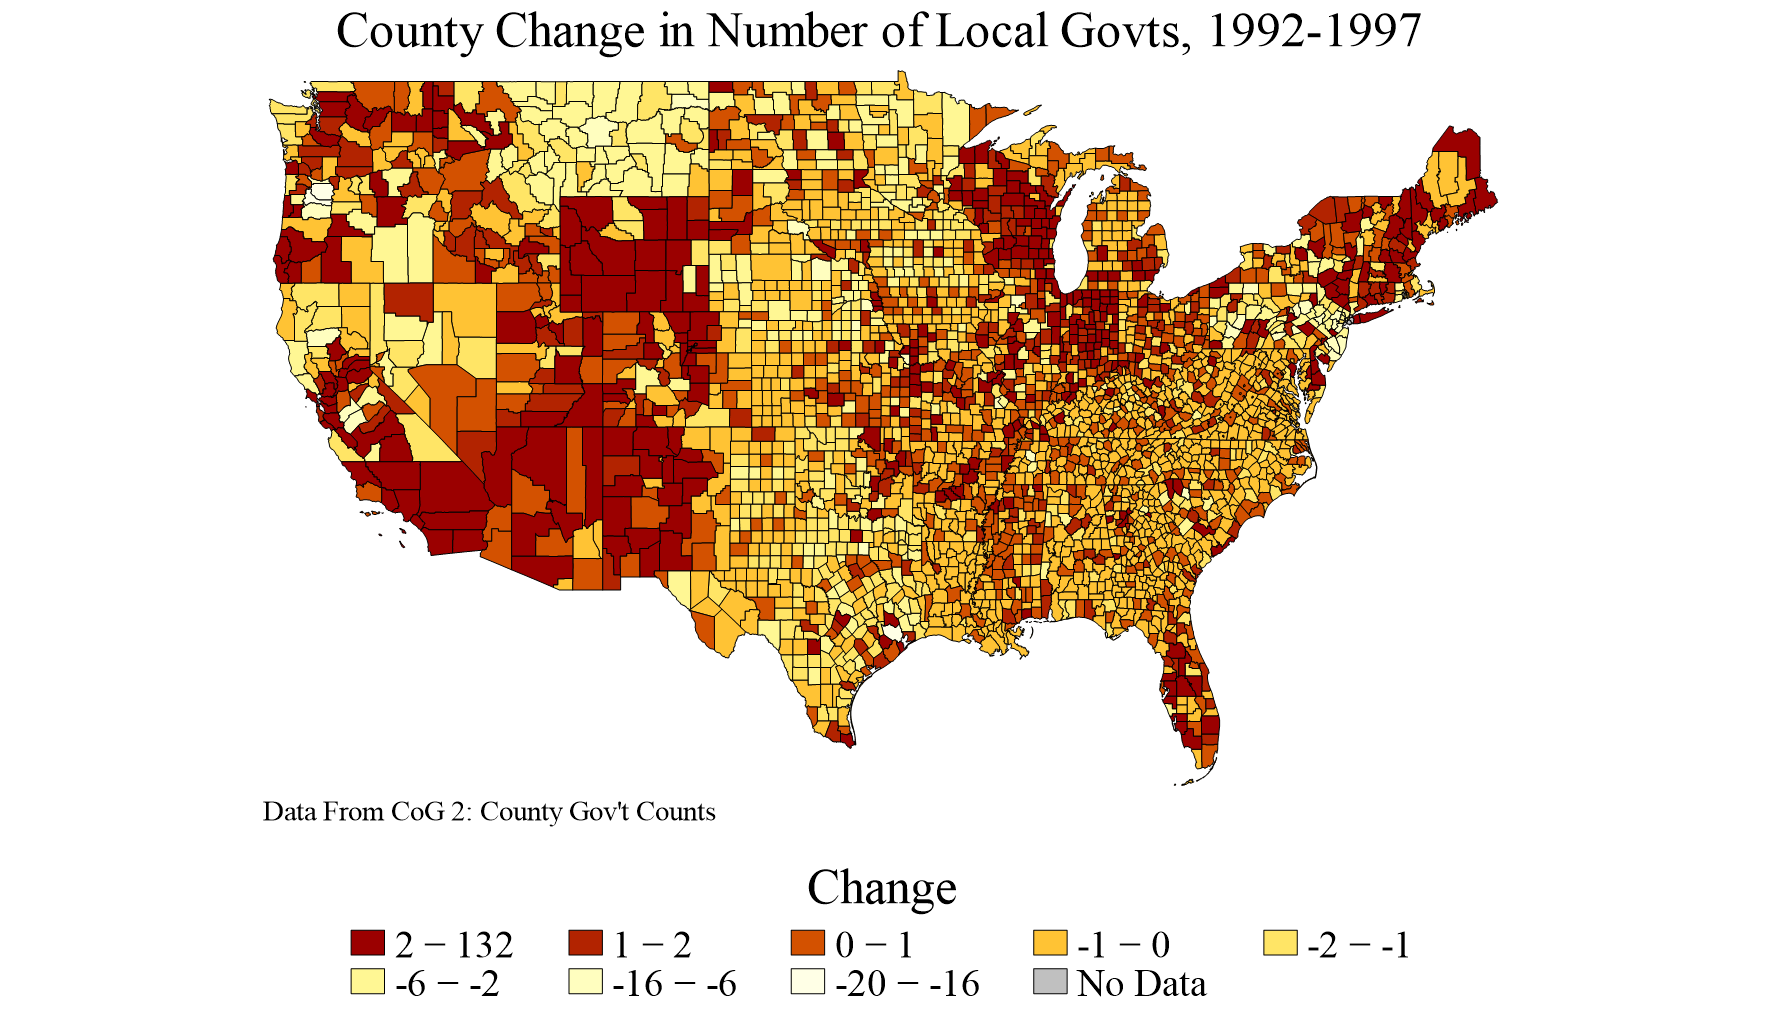 County Change in Number of Local Govts, 1992-1997
Data From CoG 2: County Gov't Counts
Change
2 − 132 1 − 2 0 − 1 -1 − 0 -2 − -1
-6 − -2 -16 − -6 -20 − -16 No Data